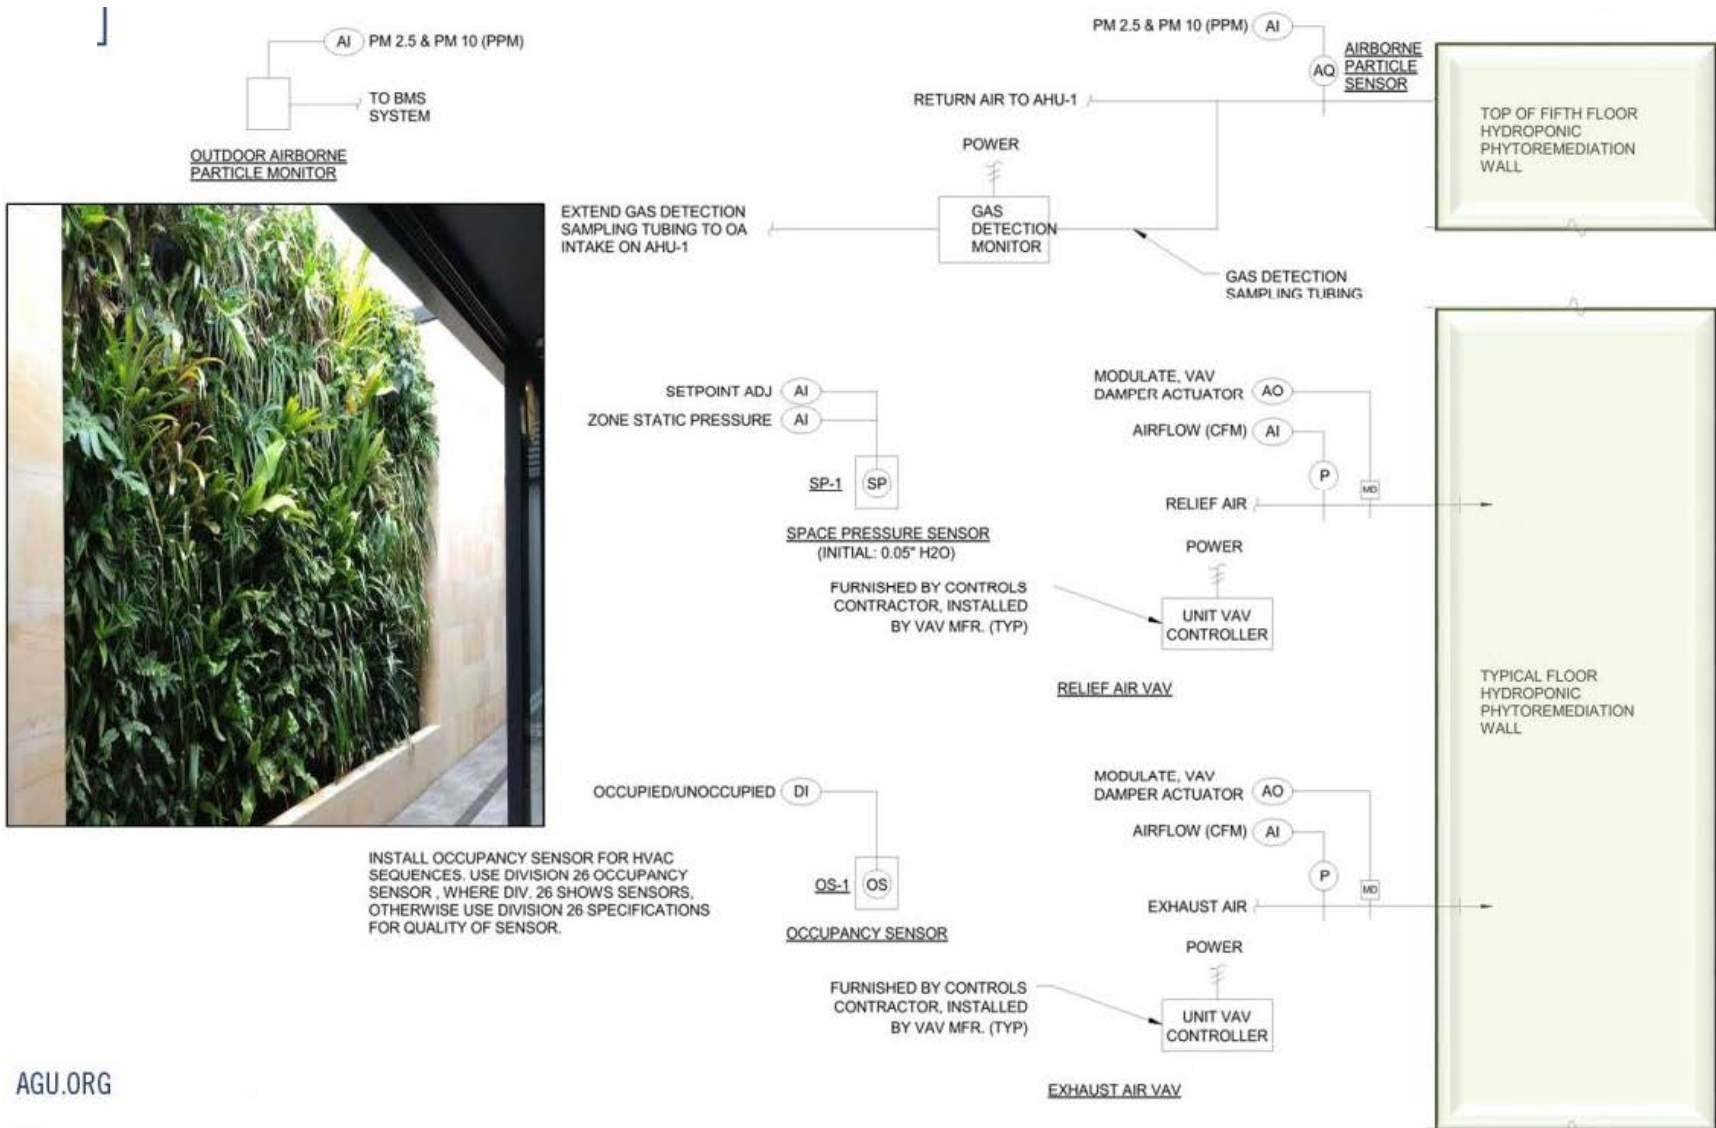 AI
PM 2.5 & PM 10 (PPM)
TO BMS
SYSTEM
OUTDOOR AIRBORNE
PARTICLE MONITOR
PM 2.5 & PM 10 (PPM)
AI
AQ
AIRBORNE
PARTICLE
SENSOR
RETURN AIR TO AHU-1
TOP OF FIFTH FLOOR
HYDROPONIC
PHYTOREMEDIATION
WALL
POWER
EXTEND GAS DETECTION
SAMPLING TUBING TO OA
INTAKE ON AHU-1
GAS
DETECTION
MONITOR
GAS DETECTION
SAMPLING TUBING
SETPOINT ADJ
AI
ZONE STATIC PRESSURE
AI
SP-1
SP
SPACE PRESSURE SENSOR
(INITIAL: 0.05" H2O)
MODULATE, VAV
DAMPER ACTUATOR
AO
AIRFLOW (CFM)
AI
P
MD
RELIEF AIR
POWER
FURNISHED BY CONTROLS
CONTRACTOR, INSTALLED
BY VAV MFR. (TYP)
UNIT VAV
CONTROLLER
RELIEF AIR VAV
TYPICAL FLOOR
HYDROPONIC
PHYTOREMEDIATION
WALL
OCCUPIED/UNOCCUPIED
DI
INSTALL OCCUPANCY SENSOR FOR HVAC
SEQUENCES. USE DIVISION 26 OCCUPANCY
SENSOR , WHERE DIV. 26 SHOWS SENSORS,
OTHERWISE USE DIVISION 26 SPECIFICATIONS
FOR QUALITY OF SENSOR.
OS-1
OS
OCCUPANCY SENSOR
MODULATE, VAV
DAMPER ACTUATOR
AO
AIRFLOW (CFM)
AI
P
MD
EXHAUST AIR
POWER
FURNISHED BY CONTROLS
CONTRACTOR, INSTALLED
BY VAV MFR. (TYP)
UNIT VAV
CONTROLLER
EXHAUST AIR VAV
AGU.ORG